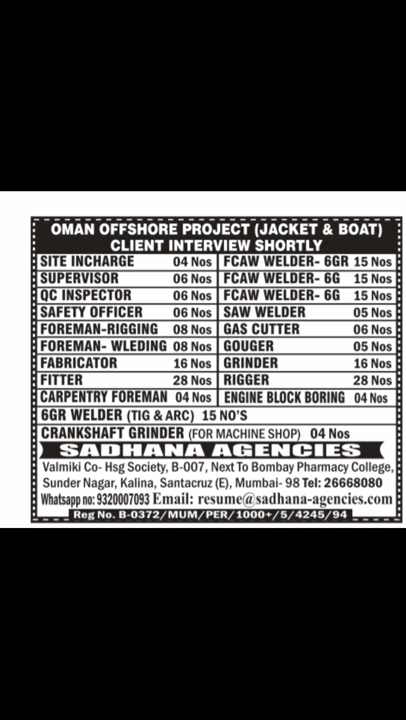 OMAN OFFSHORE PROJECT (JACKET & BOAT)
CLIENT INTERVIEW SHORTLY
SITE INCHARGE 04 Nos
SUPERVISOR 06 Nos
QC INSPECTOR 06 Nos
SAFETY OFFICER 06 Nos
FOREMAN-RIGGING 08 Nos
FOREMAN- WLEDING 08 Nos
FABRICATOR 16 Nos
FITTER 28 Nos
CARPENTRY FOREMAN 04 Nos
FCAW WELDER- 6GR 15 Nos
FCAW WELDER- 6G 15 Nos
FCAW WELDER- 6G 15 Nos
SAW WELDER 05 Nos
GAS CUTTER 06 Nos
GOUGER 05 Nos
GRINDER 16 Nos
RIGGER 28 Nos
ENGINE BLOCK BORING 04 Nos
6GR WELDER (TIG & ARC) 15 NO'S
CRANKSHAFT GRINDER (FOR MACHINE SHOP) 04 Nos
SADHANA AGENCIES
Valmiki Co- Hsg Society, B-007, Next To Bombay Pharmacy College,
Sunder Nagar, Kalina, Santacruz (E), Mumbai- 98 Tel: 26668080
Whatsapp no: 9320007093 Email: resume@sadhana-agencies.com
Reg No. B-0372/MUM/PER/1000+/5/4245/94